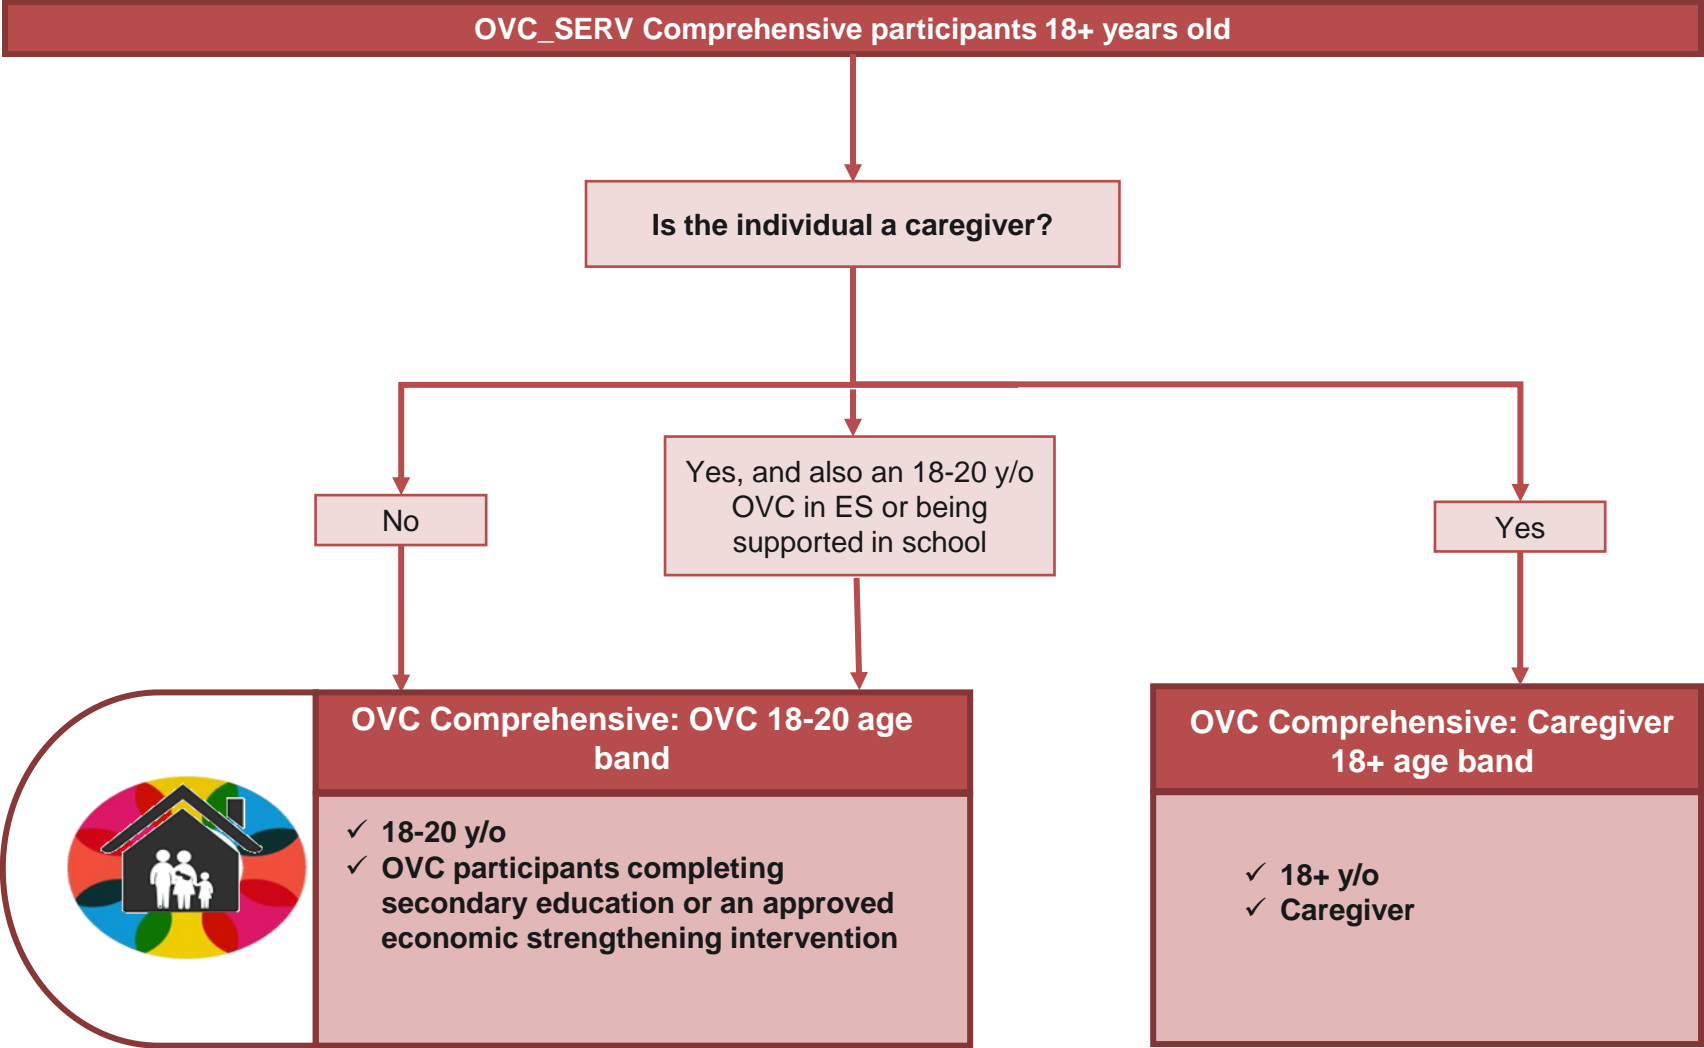 OVC_SERV Comprehensive participants 18+ years old
Is the individual a caregiver?
No
Yes, and also an 18-20 y/o
OVC in ES or being
supported in school
Yes
OVC Comprehensive: OVC 18-20 age
band
✓ 18-20 y/o
✓ OVC participants completing
secondary education or an approved
economic strengthening intervention
OVC Comprehensive: Caregiver
18+ age band
✓ 18+ y/o
✓ Caregiver